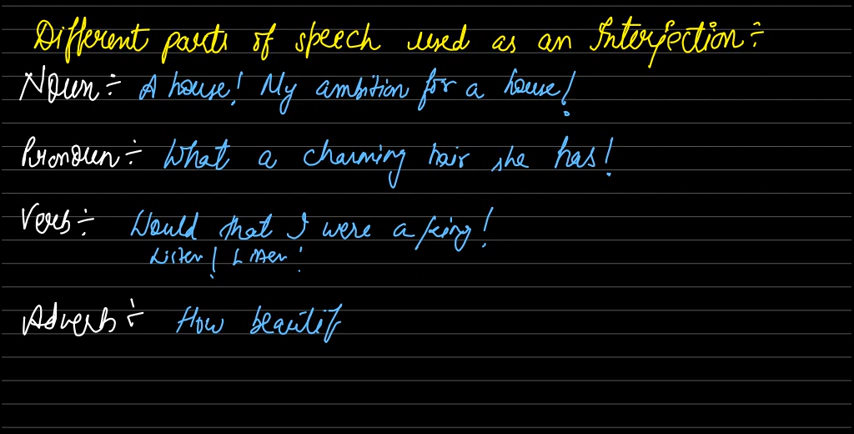 Different parts of speech used as an Interjection ÷
Noun ÷ A house! My ambition for a house!
Pronoun ÷ What a charming hair she has!
Verb ÷ Would that I were a king!
Listen! Listen!
Adverb ÷ How beautif